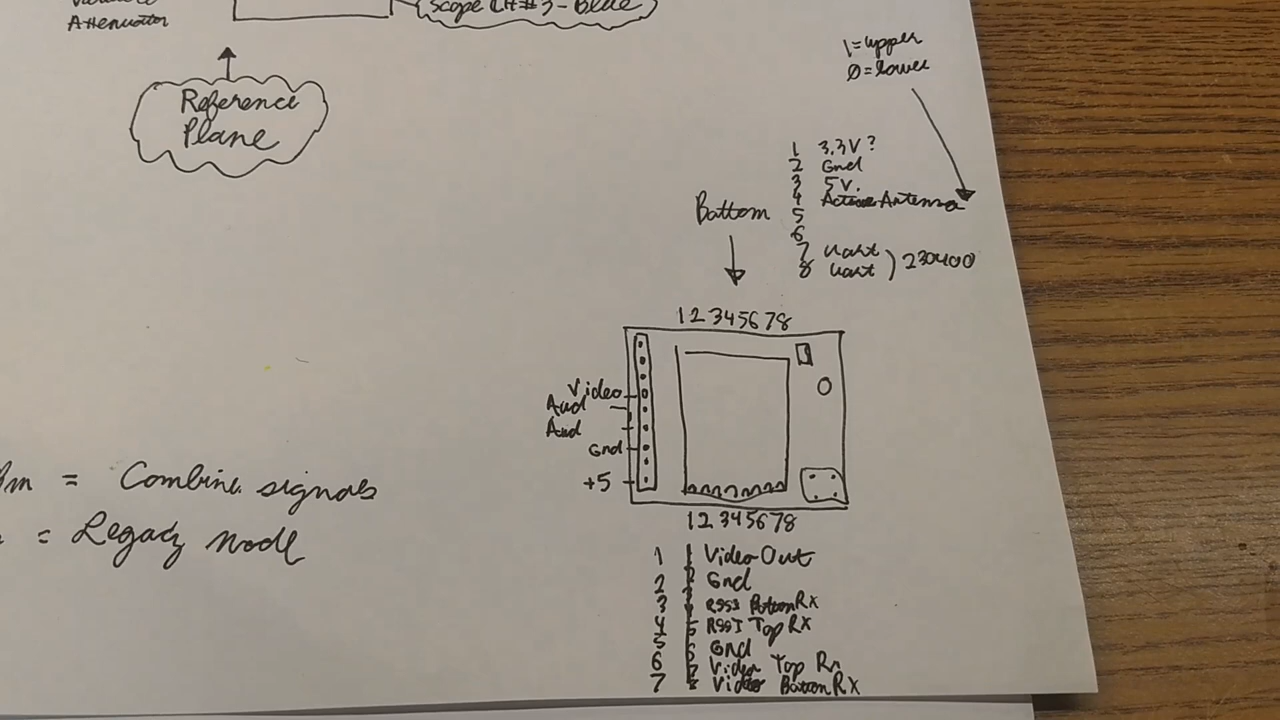 Attenuator
Scope CH#3 - Blue
Reference
Plane
1=upper
0=lower
1 3.3V?
2 Gnd
3 5V.
4 Active Antenna
5
6
7 Uart
8 Uart ) 230400
Bottom
12345678
Video
Aud
Aud
Gnd
+5
12345678
= Combine signals
= Legacy mode
1 1 Video Out
2 2 Gnd
3 RSSI Bottom RX
4 RSSI Top RX
5 Gnd
6 Video Top Rx
7 Video Bottom RX